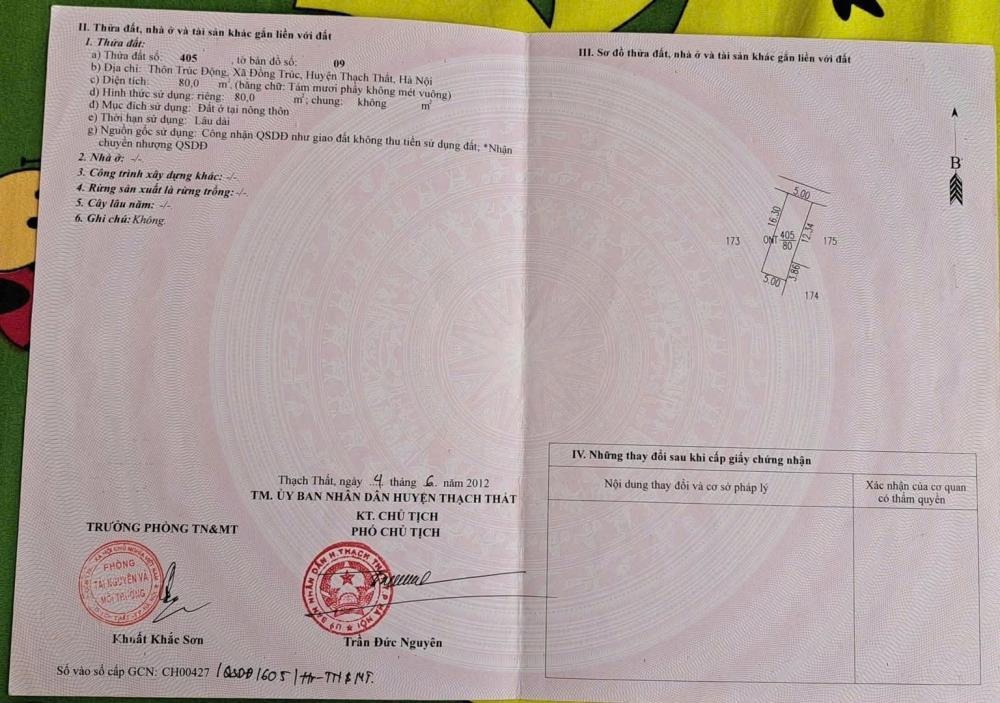 II. Thửa đất, nhà ở và tài sản khác gắn liền với đất
1. Thửa đất:
a) Thửa đất số: 405 , tờ bản đồ số: 09
b) Địa chỉ: Thôn Trúc Động, Xã Đồng Trúc, Huyện Thạch Thất, Hà Nội
c) Diện tích: 80,0 m². (bằng chữ: Tám mươi phẩy không mét vuông)
d) Hình thức sử dụng: riêng: 80,0 m²; chung: không m²
đ) Mục đích sử dụng: Đất ở tại nông thôn
e) Thời hạn sử dụng: Lâu dài
g) Nguồn gốc sử dụng: Công nhận QSDĐ như giao đất không thu tiền sử dụng đất; *Nhận
chuyển nhượng QSDĐ
2. Nhà ở: -/-
3. Công trình xây dựng khác: -/-
4. Rừng sản xuất là rừng trồng: -/-
5. Cây lâu năm: -/-
6. Ghi chú: Không.
Thạch Thất, ngày 4 tháng 6 năm 2012
TM. ỦY BAN NHÂN DÂN HUYỆN THẠCH THẤT
KT. CHỦ TỊCH
PHÓ CHỦ TỊCH
TRƯỞNG PHÒNG TN&MT
PHÒNG
TÀI NGUYÊN VÀ
MÔI TRƯỜNG
Khuất Khắc Sơn
Trần Đức Nguyên
Số vào sổ cấp GCN: CH00427 /QSDĐ/605/Hr-TN&MT.
III. Sơ đồ thửa đất, nhà ở và tài sản khác gắn liền với đất
B
5.00
16.30
12.34
173
ONT 405
80
175
3.86
5.00
174
IV. Những thay đổi sau khi cấp giấy chứng nhận
Nội dung thay đổi và cơ sở pháp lý
Xác nhận của cơ quan
có thẩm quyền